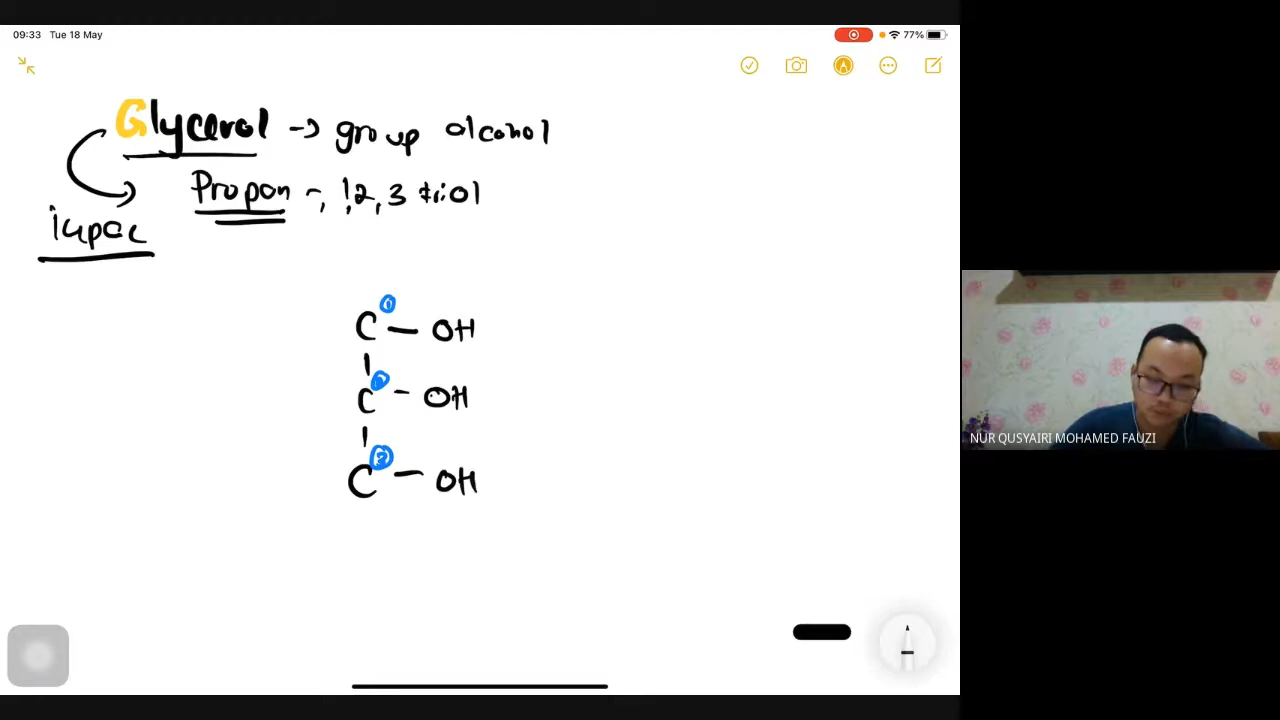 09:33 Tue 18 May 77%
Glycerol → group alcohol
Propan -, 1,2,3 triol
iupac
C - OH
C - OH
C - OH
NUR QUSYAIRI MOHAMED FAUZI